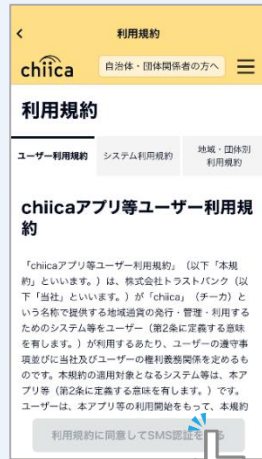 利用規約
chiica
自治体・団体関係者の方へ
利用規約
ユーザー利用規約
システム利用規約
地域・団体別
利用規約
chiicaアプリ等ユーザー利用規
約
「chiicaアプリ等ユーザー利用規約」(以下「本規
約」といいます。)は、株式会社トラストバンク(以
下「当社」といいます。)が「chiica」(チーカ)と
いう名称で提供する地域通貨の発行・管理・利用する
ためのシステム等をユーザー(第2条に定義する意味
を有します。)が利用するあたり、ユーザーの遵守事
項並びに当社及びユーザーの権利義務関係を定めるも
のです。本規約の適用対象となるシステム等は、本ア
プリ等(第2条に定義する意味を有します。)です。
ユーザーは、本アプリ等の利用開始をもって、本規約
利用規約に同意してSMS認証を